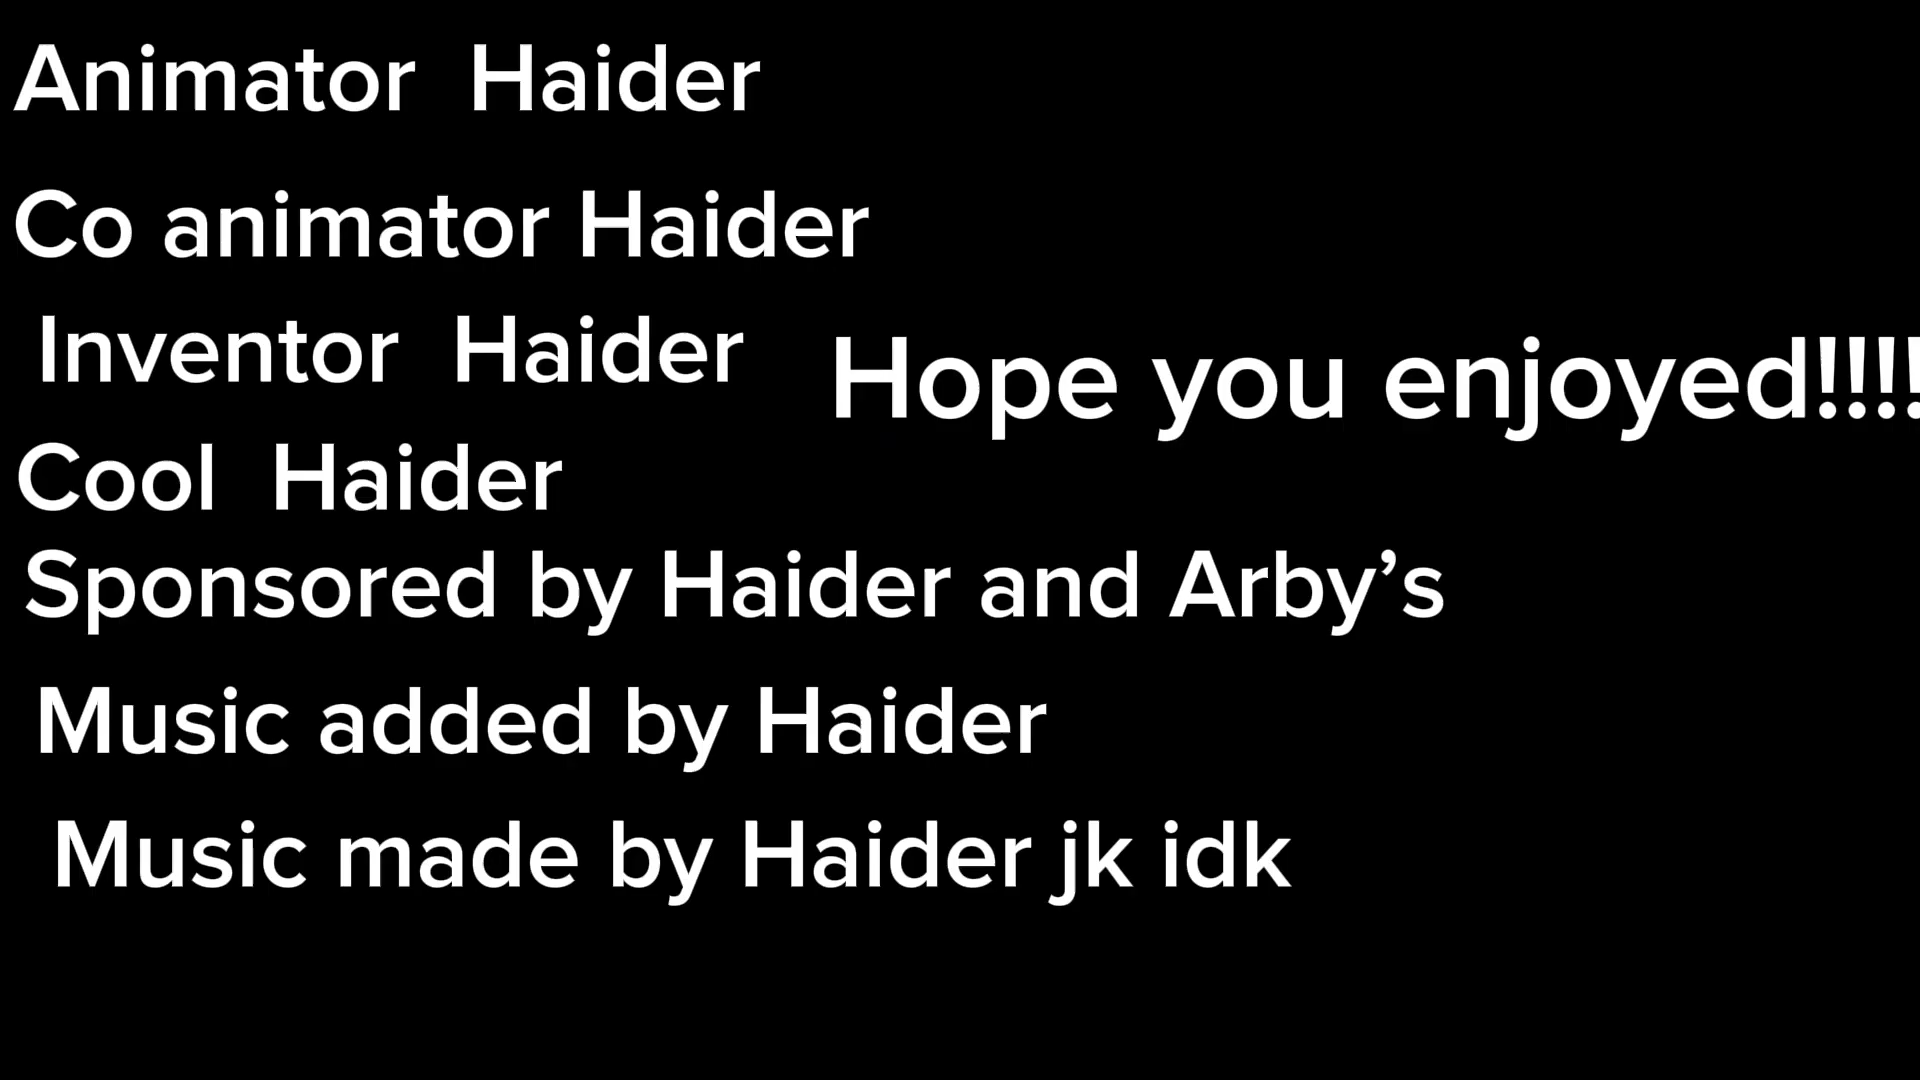 Animator  Haider
Co animator Haider
Inventor  Haider
Hope you enjoyed!!!!
Cool  Haider
Sponsored by Haider and Arby’s
Music added by Haider
Music made by Haider jk idk